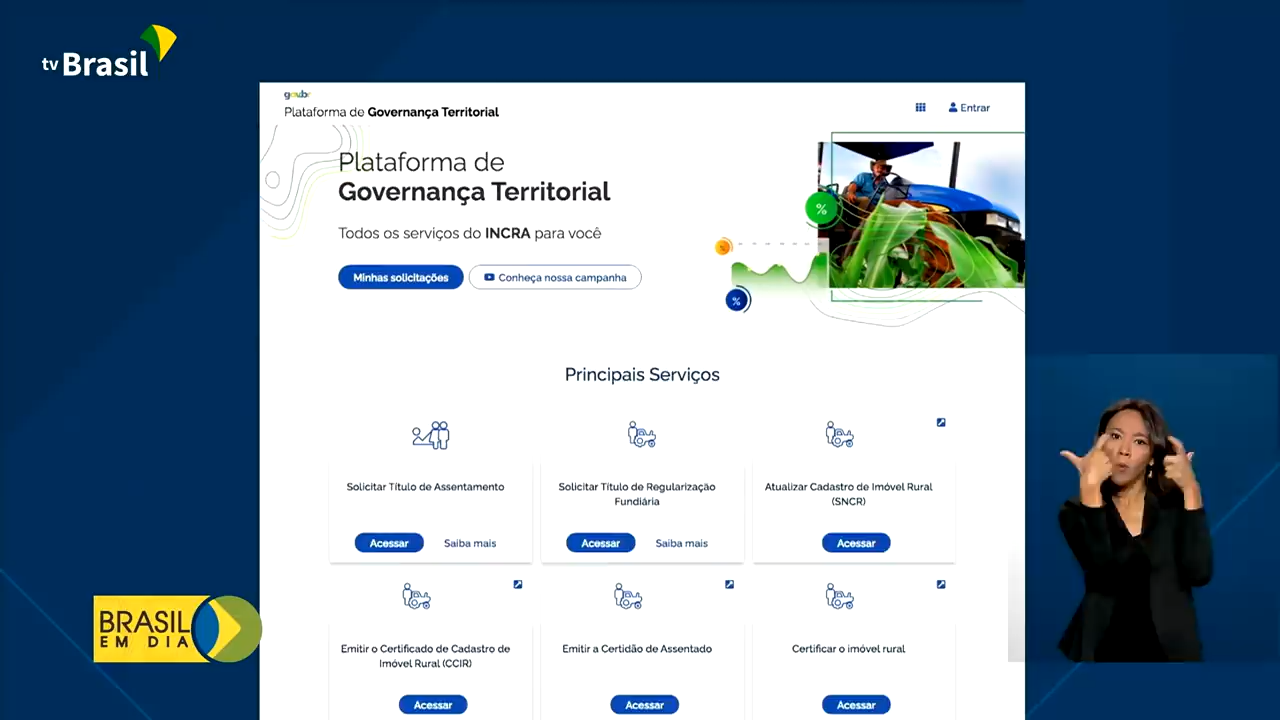 tv Brasil
gov.br
Plataforma de Governança Territorial
Entrar
Plataforma de
Governança Territorial
Todos os serviços do INCRA para você
Minhas solicitações
Conheça nossa campanha
%
%
%
Principais Serviços
Solicitar Título de Assentamento
Acessar
Saiba mais
Solicitar Título de Regularização
Fundiária
Acessar
Saiba mais
Atualizar Cadastro de Imóvel Rural
(SNCR)
Acessar
Emitir o Certificado de Cadastro de
Imóvel Rural (CCIR)
Acessar
Emitir a Certidão de Assentado
Acessar
Certificar o imóvel rural
Acessar
BRASIL
EM DIA